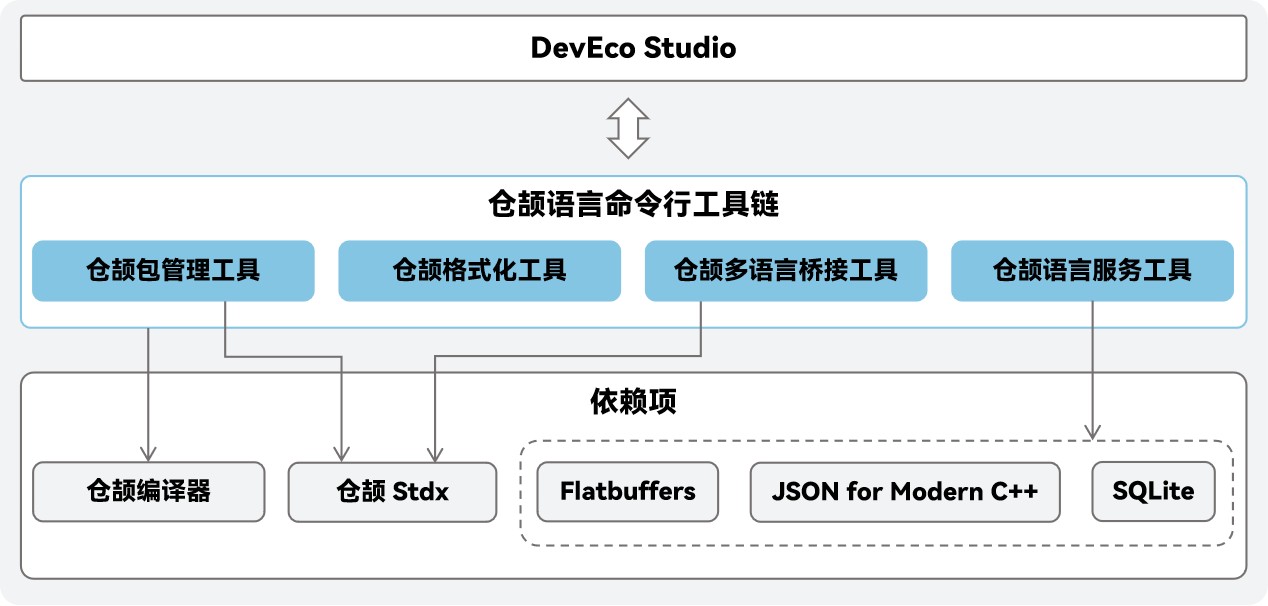 DevEco Studio
仓颉语言命令行工具链
仓颉包管理工具
仓颉格式化工具
仓颉多语言桥接工具
仓颉语言服务工具
依赖项
仓颉编译器
仓颉 Stdx
Flatbuffers
JSON for Modern C++
SQLite